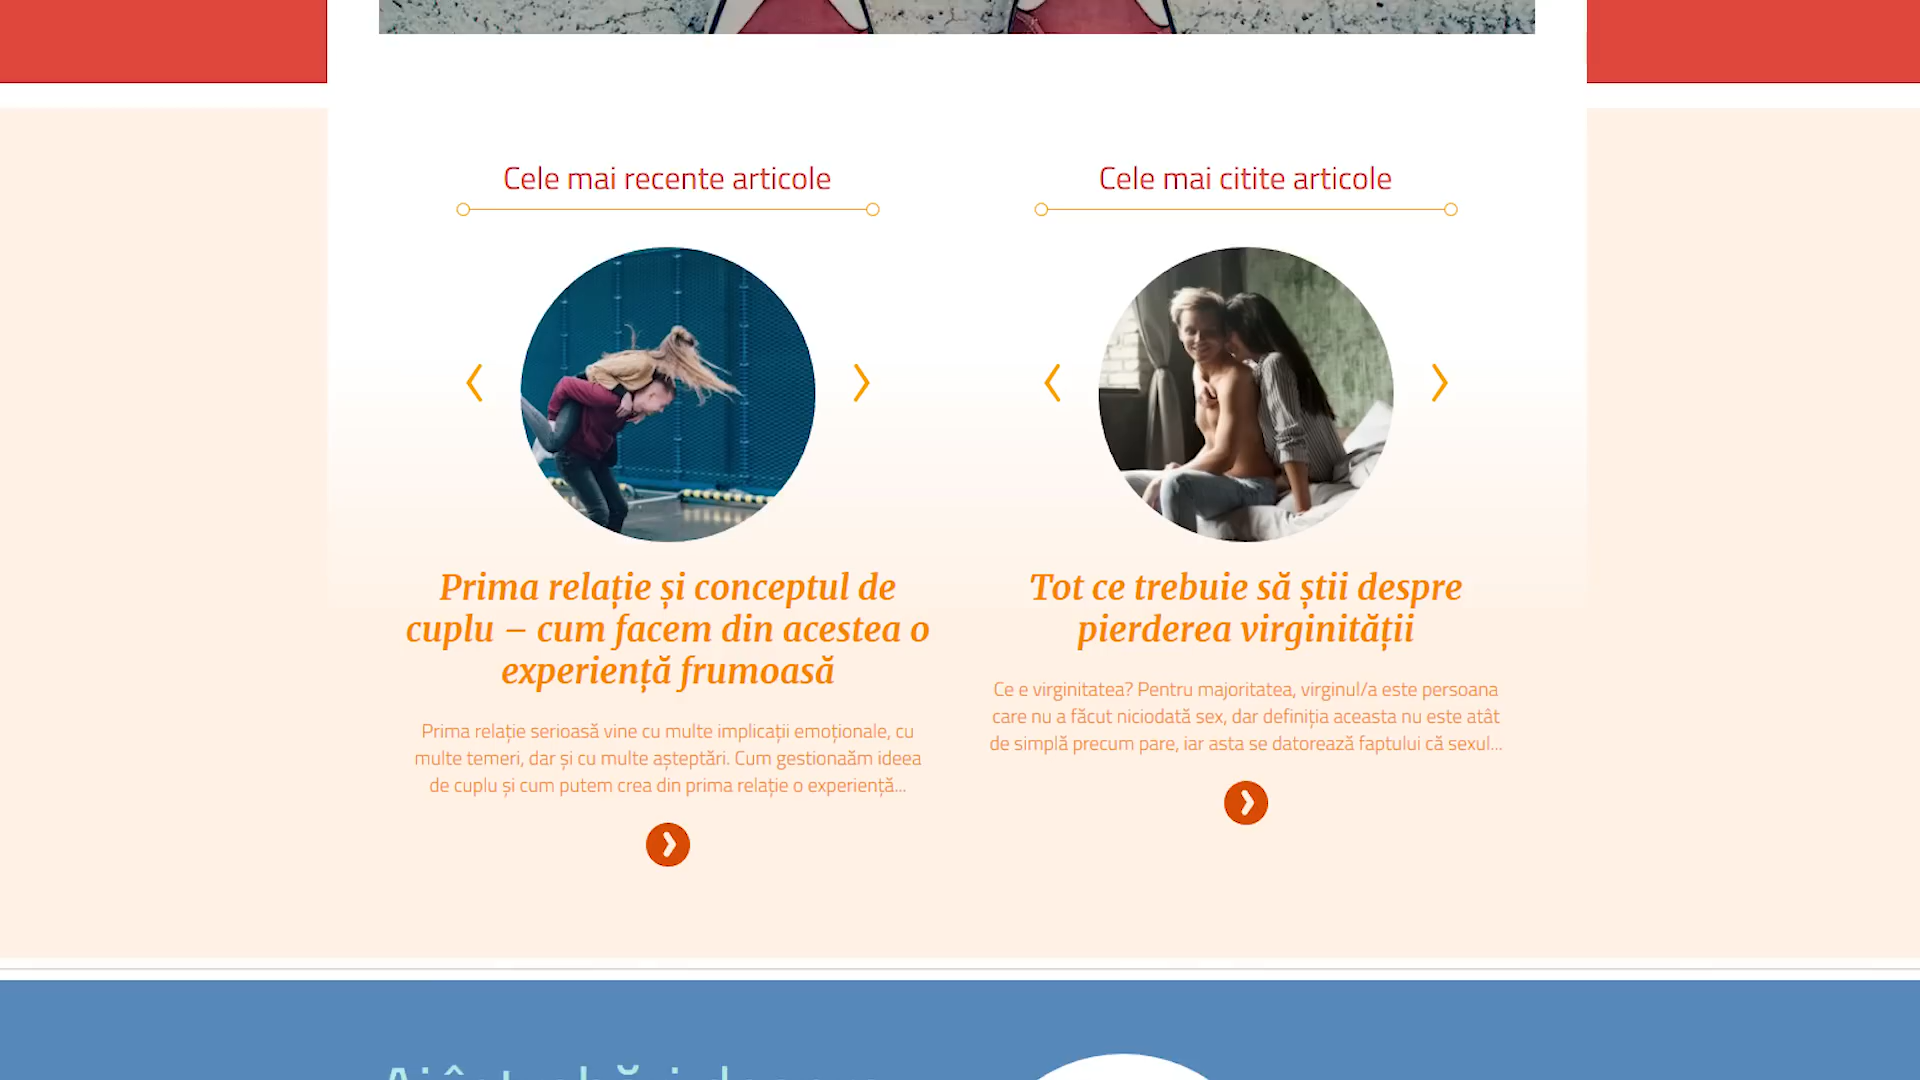 Cele mai recente articole
Prima relație și conceptul de
cuplu – cum facem din acestea o
experiență frumoasă
Prima relație serioasă vine cu multe implicații emoționale, cu
multe temeri, dar și cu multe așteptări. Cum gestionaăm ideea
de cuplu și cum putem crea din prima relație o experiență...
Cele mai citite articole
Tot ce trebuie să știi despre
pierderea virginității
Ce e virginitatea? Pentru majoritatea, virginul/a este persoana
care nu a făcut niciodată sex, dar definiția aceasta nu este atât
de simplă precum pare, iar asta se datorează faptului că sexul...